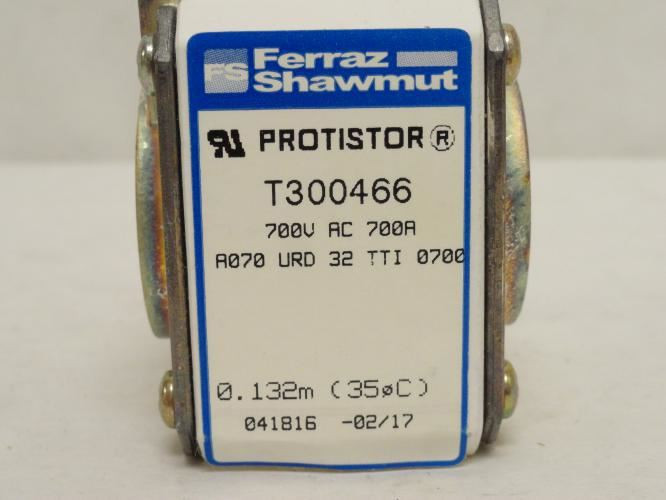 FS Ferraz
Shawmut
PROTISTOR®
T300466
700V AC 700A
A070 URD 32 TTI 0700
0.132m (35øC)
041816 -02/17